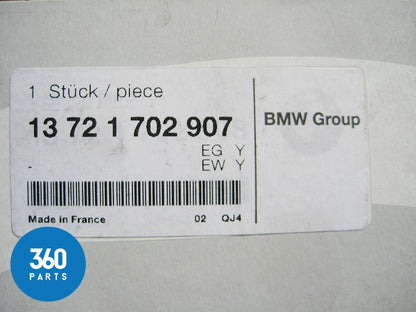 1 Stück / piece
13 72 1 702 907
BMW Group
EG Y
- EW Y
Made in France 02 QJ4
360
PARTS